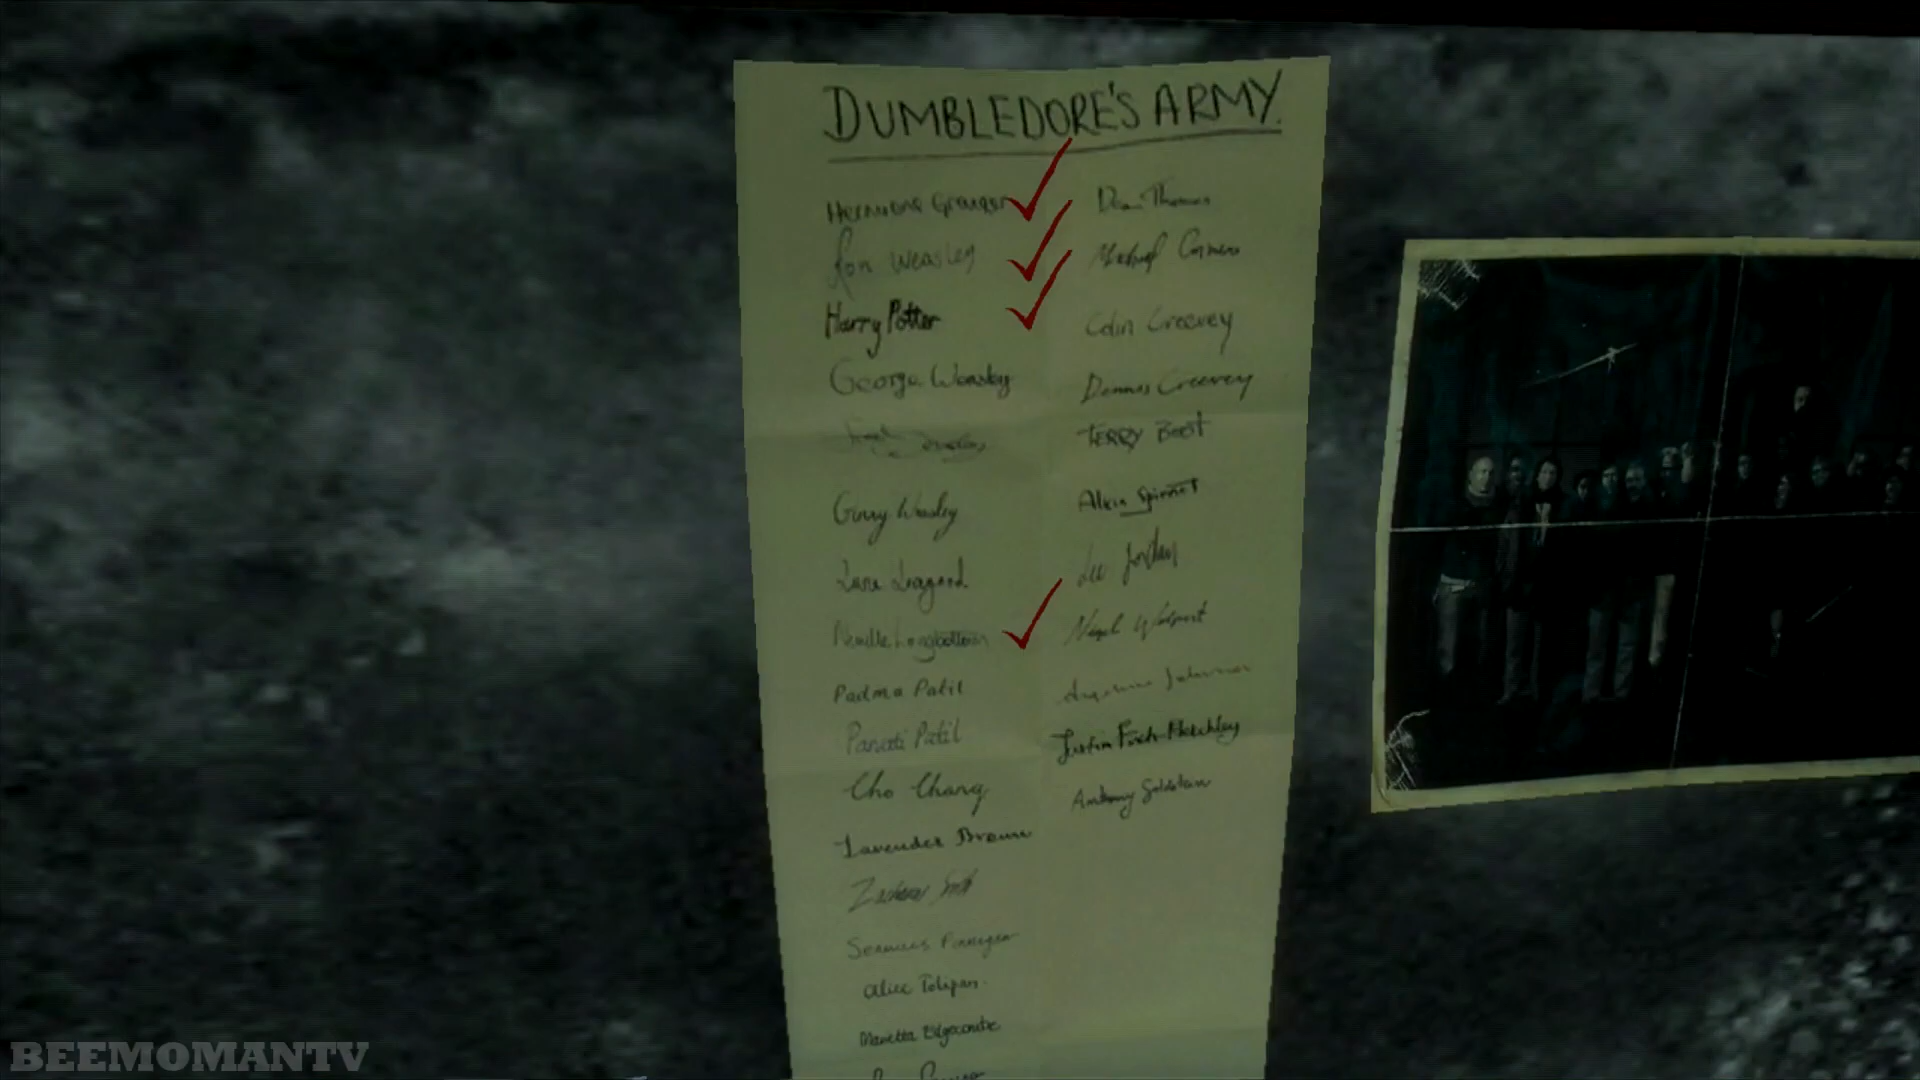 DUMBLEDORE'S ARMY.
Hermione Granger
Ron Weasley
Harry Potter
George Weasley
Ginny Weasley
Neville Longbottom
Padma Patil
Parvati Patil
Cho Chang
Lavender Brown
Zacharias Smith
Seamus Finnigan
Alice Tolipan
Marietta Edgecombe
Dean Thomas
Michael Corner
Colin Creevey
Dennis Creevey
TERRY BOOT
Alicia Spinnet
Lee Jordan
Nigel Wolpert
Angelina Johnson
Justin Finch-Fletchley
Anthony Goldstein
BEEMOMANTV